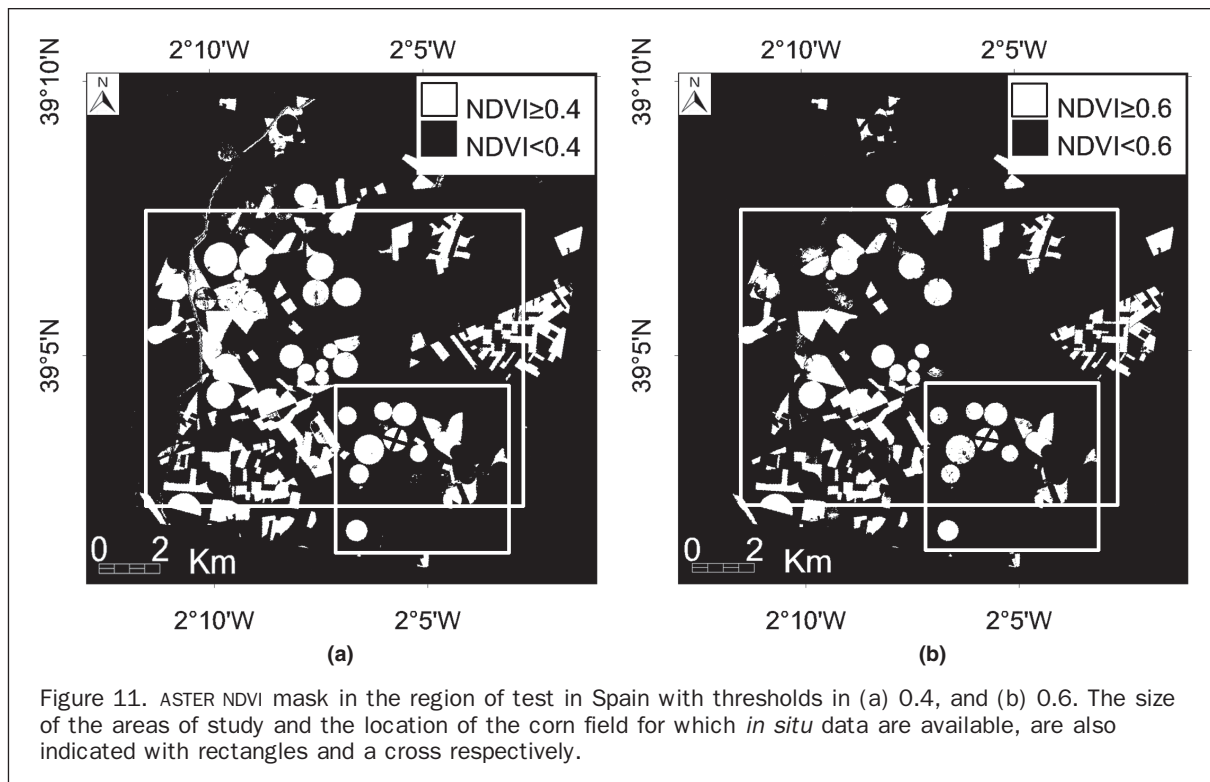 2°10'W 2°5'W
39°10'N
39°5'N
N
NDVI≥0.4
NDVI<0.4
0 2
Km
2°10'W 2°5'W
(a)
2°10'W 2°5'W
39°10'N
39°5'N
N
NDVI≥0.6
NDVI<0.6
0 2
Km
2°10'W 2°5'W
(b)
Figure 11. ASTER NDVI mask in the region of test in Spain with thresholds in (a) 0.4, and (b) 0.6. The size
of the areas of study and the location of the corn field for which in situ data are available, are also
indicated with rectangles and a cross respectively.